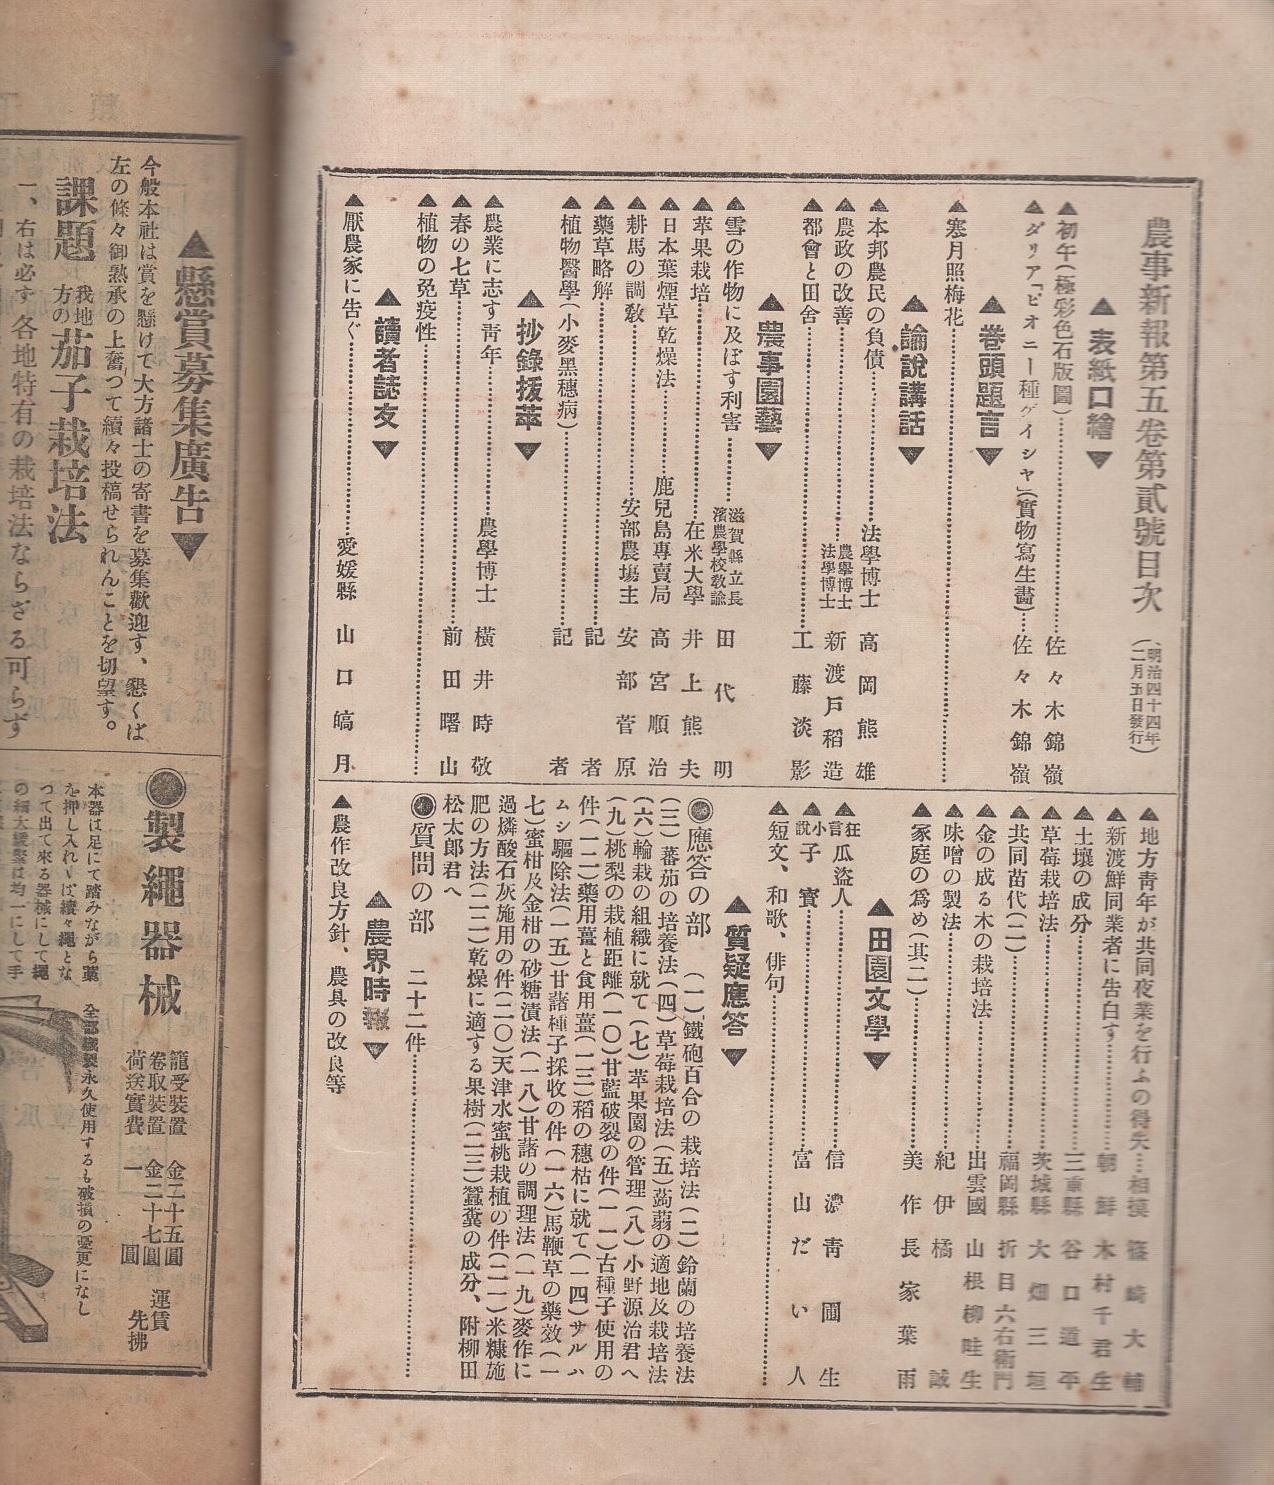 農事新報第五卷第貳號目次（明治四十四年二月五日發行）
▲表紙口繪▼
▲初午（極彩色石版圖）……佐々木錦嶺
▲ダリア「ピオニー種ゲイシャ」（實物寫生畵）……佐々木錦嶺
▲卷頭題言▼
▲寒月照梅花……
▲論說講話▼
▲本邦農民の負債……法學博士 高岡熊雄
▲農政の改善……農學博士法學博士 新渡戶稻造
▲都會と田舍……工藤淡影
▲農事園藝▼
▲雪の作物に及ぼす利害……滋賀縣立長濱農學校敎諭 田代明
▲苹果栽培……在米大學 井上熊夫
▲日本葉煙草乾燥法……鹿兒島專賣局 高宮順治
▲耕馬の調敎……安部農塲主 安部菅原
▲藥草略解……記者
▲植物醫學（小麥黑穗病）……記者
▲抄錄拔萃▼
▲農業に志す靑年……農學博士 橫井時敬
▲春の七草……前田曙山
▲植物の免疫性……
▲讀者誌友▼
▲厭農家に吿ぐ……愛媛縣 山口皜月
▲地方靑年が共同夜業を行ふの得失…相摸 篠崎大輔
▲新渡鮮同業者に吿白す……朝鮮 木村千君生
▲土壤の成分……三重縣 谷口道平
▲草莓栽培法……茨城縣 大畑三垣
▲共同苗代（二）……福岡縣 折目六右衞門
▲金の成る木の栽培法……出雲國 山根柳畦生
▲味噌の製法……紀伊 橘誠
▲家庭の爲め（其二）……美作 長家葉雨
▲田園文學▼
▲狂言瓜盜人……信濃靑圃生
▲小說子寶……富山だい人
▲短文、和歌、俳句……
▲質疑應答▼
◉應答の部 （一）鐵砲百合の栽培法（二）鈴蘭の培養法
（三）蕃茄の培養法（四）草莓栽培法（五）蒟蒻の適地及栽培法
（六）輪栽の組織に就て（七）苹果園の管理（八）小野源治君へ
（九）桃梨の栽植距離（一〇）甘藍破裂の件（一一）古種子使用の
件（一二）藥用薑と食用薑（一三）稻の穗枯に就て（一四）サルハ
ムシ驅除法（一五）甘藷種子採收の件（一六）馬鞭草の藥效（一
七）蜜柑及金柑の砂糖漬法（一八）甘藷の調理法（一九）麥作に
過燐酸石灰施用の件（二〇）天津水蜜桃栽植の件（二一）米糠施
肥の方法（二二）乾燥に適する果樹（二三）蠶糞の成分、附柳田
松太郎君へ
◉質問の部 二十二件……
▲農界時報▼
▲農作改良方針、農具の改良等
▲懸賞募集廣吿▼
今般本社は賞を懸けて大方諸士の寄書を募集歡迎す、懇くは
左の條々御熟承の上奮つて續々投稿せられんことを切望す。
課題 我地方の茄子栽培法
一、右は必す各地特有の栽培法ならざる可らず
◉製繩器械
籠受裝置 金二十五圓
卷取裝置 金二十七圓
荷送實費 一圓
運賃先拂
本器は足にて踏みながら藁
を押し入れゝば續々繩とな
つて出て來る器械にして繩
の細大緩緊は均一にして手
全部鐵製永久使用するも破損の憂更になし